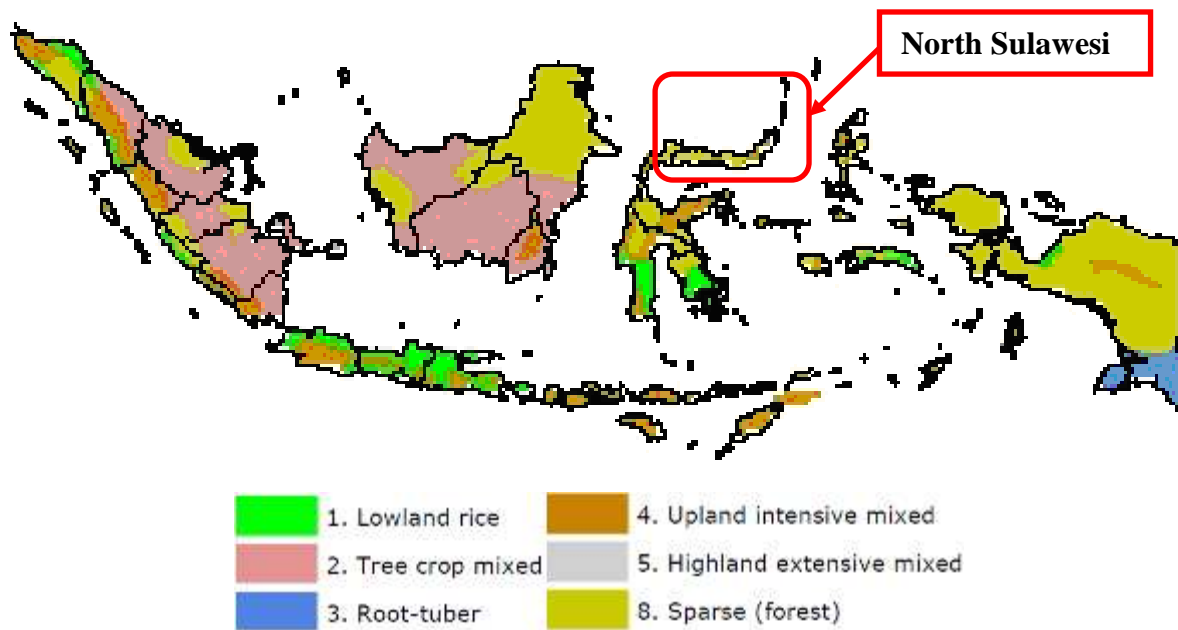 North Sulawesi
1. Lowland rice
2. Tree crop mixed
3. Root-tuber
4. Upland intensive mixed
5. Highland extensive mixed
8. Sparse (forest)